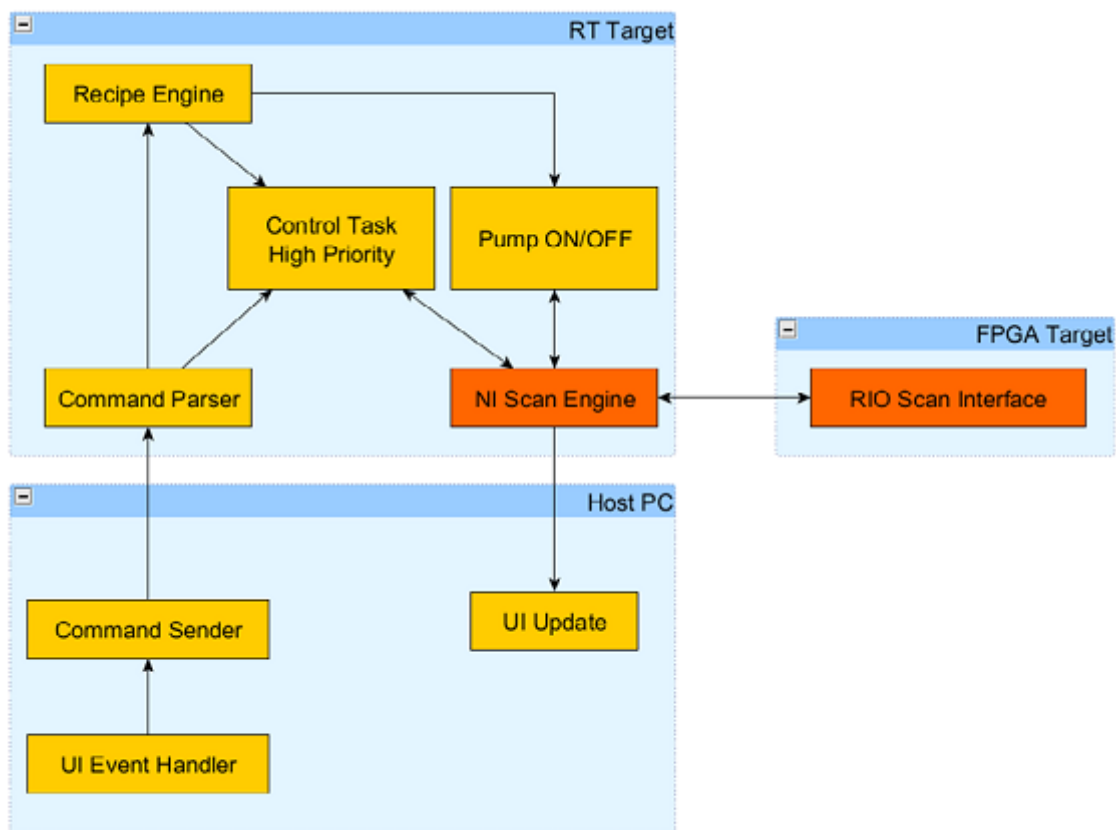 RT Target
Recipe Engine
Control Task
High Priority
Pump ON/OFF
FPGA Target
Command Parser
NI Scan Engine
RIO Scan Interface
Host PC
Command Sender
UI Update
UI Event Handler